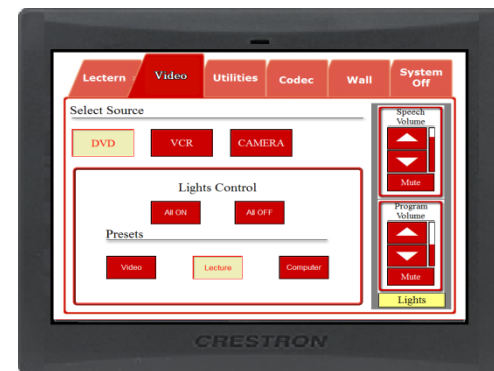 Lectern
Video
Utilities
Codec
Wall
System
Off
Select Source
DVD
VCR
CAMERA
Lights Control
All ON
All OFF
Presets
Video
Lecture
Computer
Speech
Volume
Mute
Program
Volume
Mute
Lights
CRESTRON